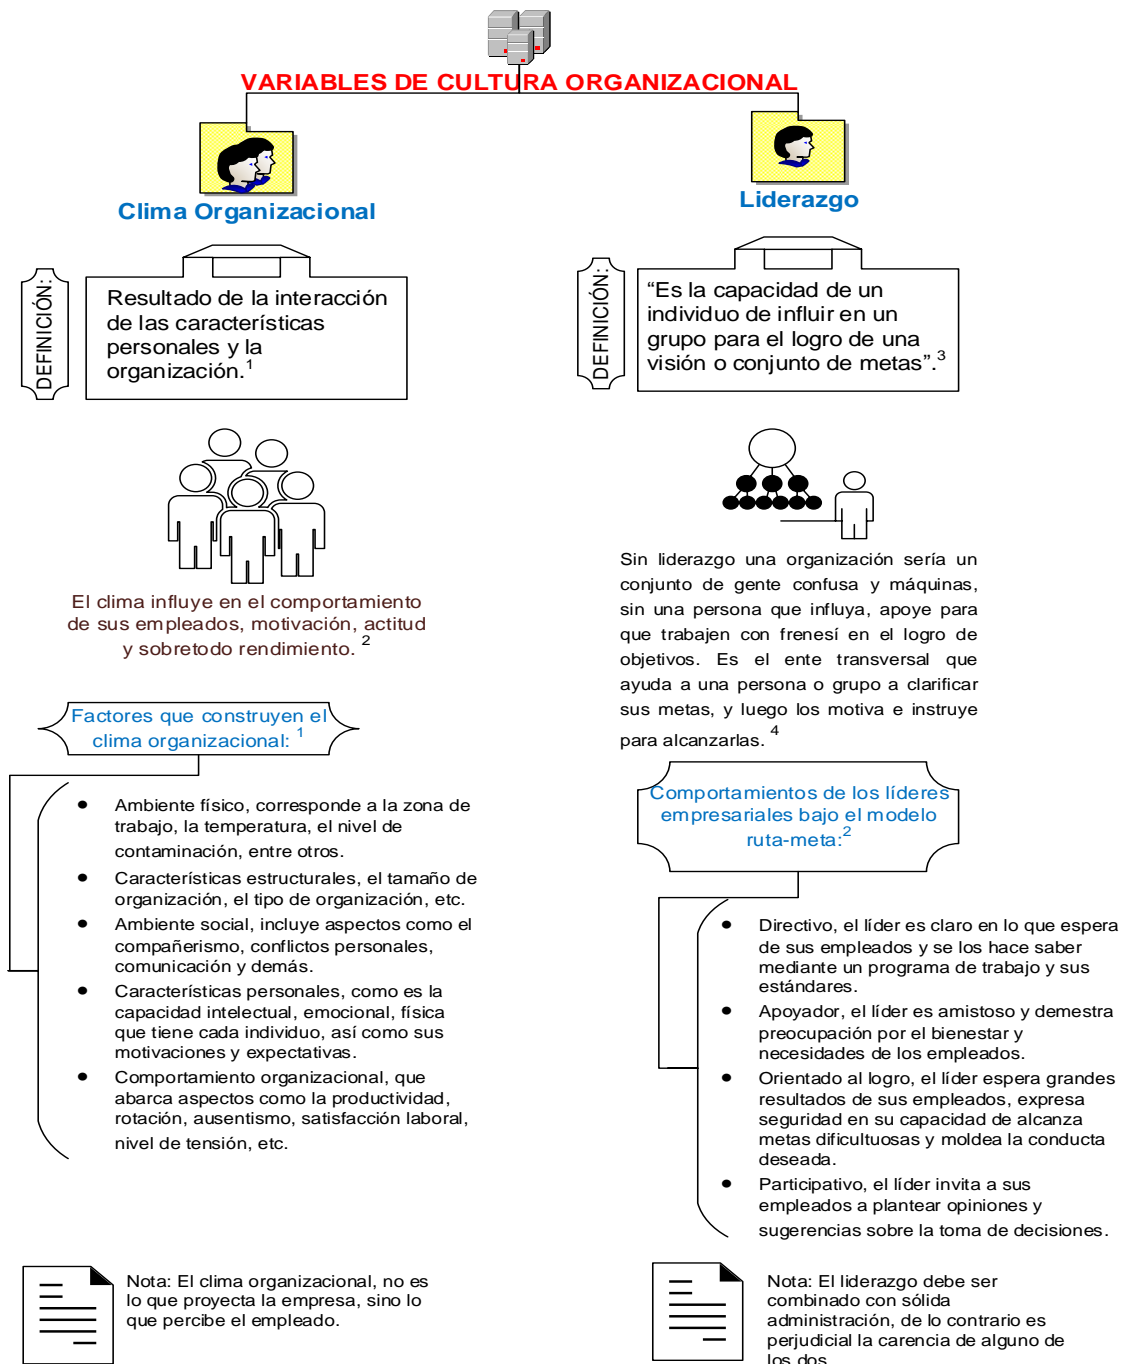 VARIABLES DE CULTURA ORGANIZACIONAL
Clima Organizacional
DEFINICIÓN:
Resultado de la interacción
de las características
personales y la
organización.1
El clima influye en el comportamiento
de sus empleados, motivación, actitud
y sobretodo rendimiento. 2
Factores que construyen el
clima organizacional: 1
● Ambiente físico, corresponde a la zona de
trabajo, la temperatura, el nivel de
contaminación, entre otros.
● Características estructurales, el tamaño de
organización, el tipo de organización, etc.
● Ambiente social, incluye aspectos como el
compañerismo, conflictos personales,
comunicación y demás.
● Características personales, como es la
capacidad intelectual, emocional, física
que tiene cada individuo, así como sus
motivaciones y expectativas.
● Comportamiento organizacional, que
abarca aspectos como la productividad,
rotación, ausentismo, satisfacción laboral,
nivel de tensión, etc.
Nota: El clima organizacional, no es
lo que proyecta la empresa, sino lo
que percibe el empleado.
Liderazgo
DEFINICIÓN:
“Es la capacidad de un
individuo de influir en un
grupo para el logro de una
visión o conjunto de metas”.3
Sin liderazgo una organización sería un
conjunto de gente confusa y máquinas,
sin una persona que influya, apoye para
que trabajen con frenesí en el logro de
objetivos. Es el ente transversal que
ayuda a una persona o grupo a clarificar
sus metas, y luego los motiva e instruye
para alcanzarlas. 4
Comportamientos de los líderes
empresariales bajo el modelo
ruta-meta:2
● Directivo, el líder es claro en lo que espera
de sus empleados y se los hace saber
mediante un programa de trabajo y sus
estándares.
● Apoyador, el líder es amistoso y demestra
preocupación por el bienestar y
necesidades de los empleados.
● Orientado al logro, el líder espera grandes
resultados de sus empleados, expresa
seguridad en su capacidad de alcanza
metas dificultuosas y moldea la conducta
deseada.
● Participativo, el líder invita a sus
empleados a plantear opiniones y
sugerencias sobre la toma de decisiones.
Nota: El liderazgo debe ser
combinado con sólida
administración, de lo contrario es
perjudicial la carencia de alguno de
los dos